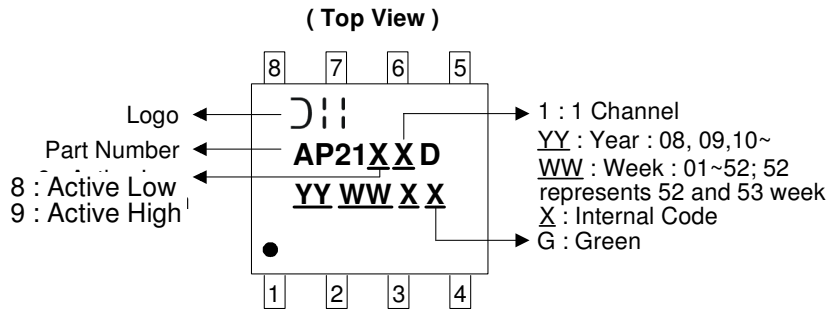 ( Top View )
8 7 6 5
Logo
Part Number
8 : Active Low
9 : Active High
AP21XXD
YY WW X X
1 : 1 Channel
YY : Year : 08, 09,10~
WW : Week : 01~52; 52
represents 52 and 53 week
X : Internal Code
G : Green
1 2 3 4